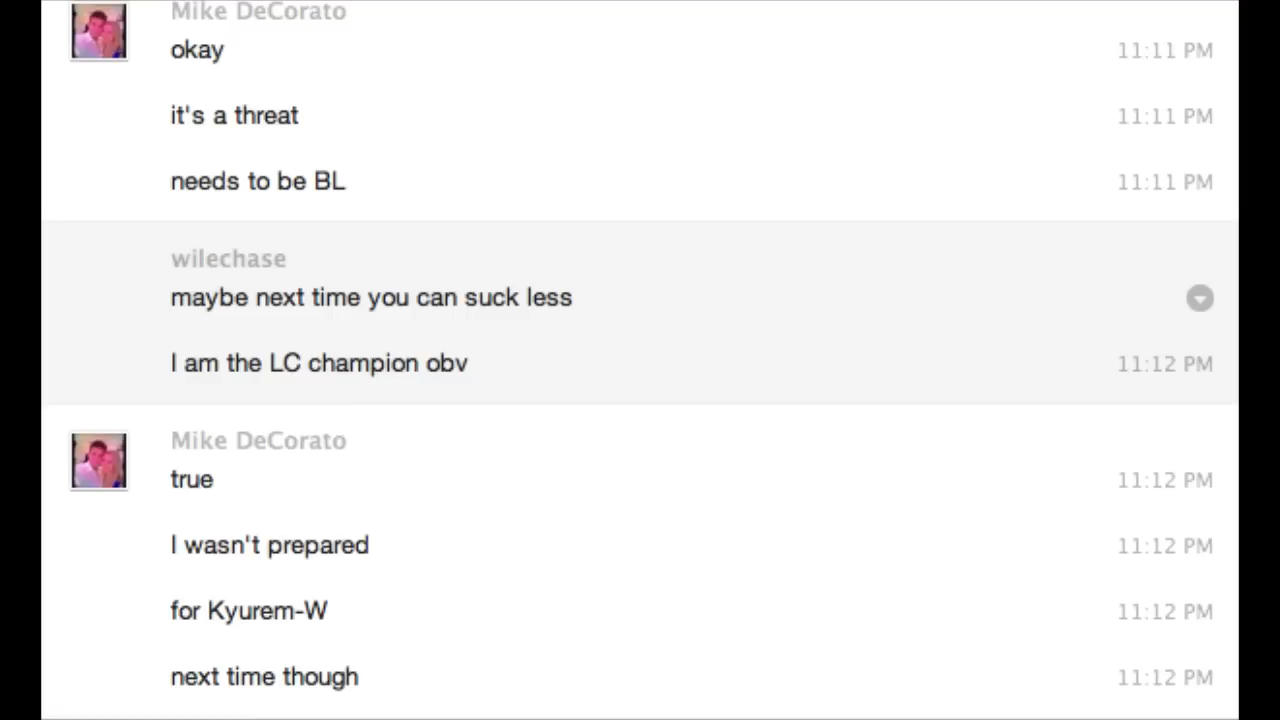 Mike DeCorato
okay 11:11 PM
it's a threat 11:11 PM
needs to be BL 11:11 PM
wilechase
maybe next time you can suck less
I am the LC champion obv 11:12 PM
Mike DeCorato
true 11:12 PM
I wasn't prepared 11:12 PM
for Kyurem-W 11:12 PM
next time though 11:12 PM